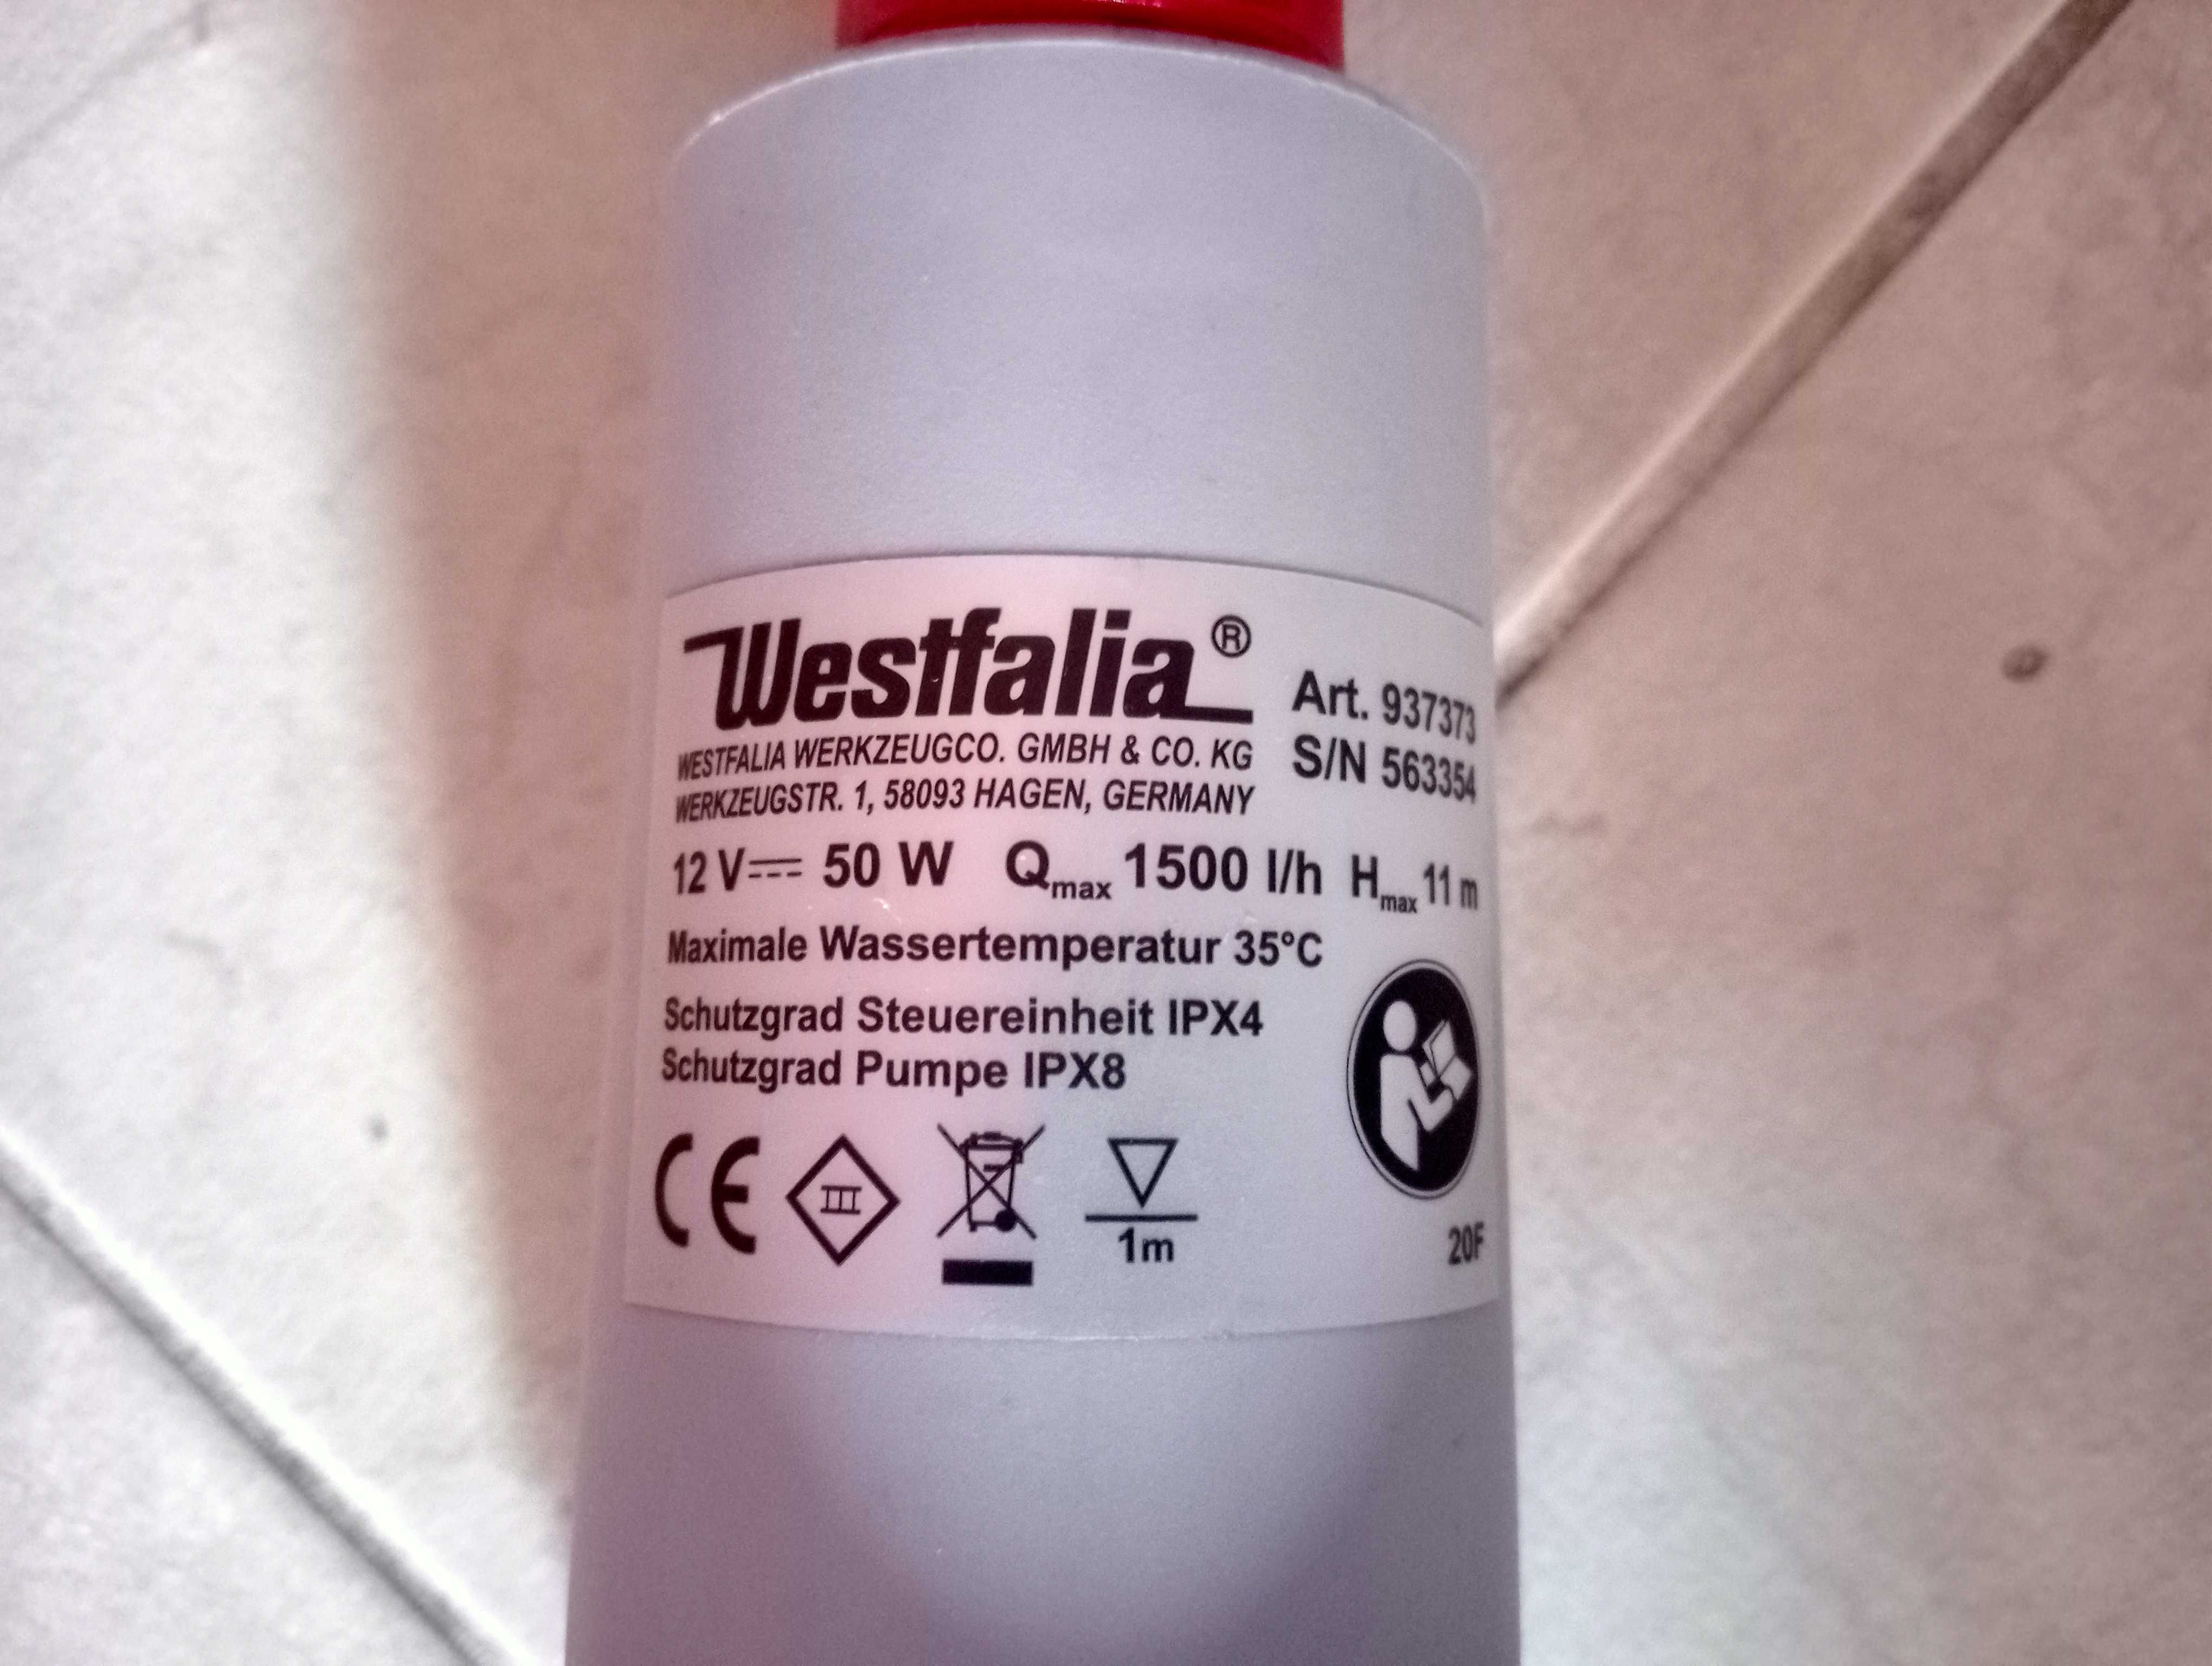 Westfalia®
Art. 937373
WESTFALIA WERKZEUGCO. GMBH & CO. KG
S/N 563354
WERKZEUGSTR. 1, 58093 HAGEN, GERMANY
12 V⎓ 50 W Qmax 1500 l/h Hmax 11 m
Maximale Wassertemperatur 35°C
Schutzgrad Steuereinheit IPX4
Schutzgrad Pumpe IPX8
CE III 1m
20F